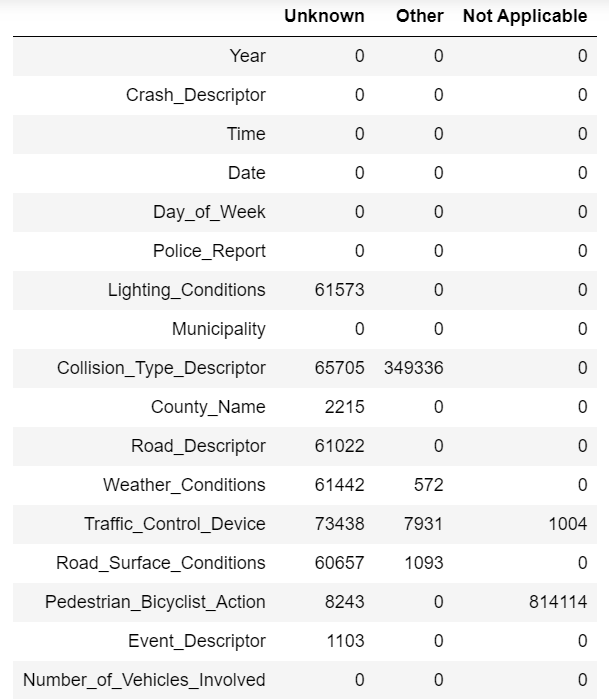 Unknown Other Not Applicable
Year 0 0 0
Crash_Descriptor 0 0 0
Time 0 0 0
Date 0 0 0
Day_of_Week 0 0 0
Police_Report 0 0 0
Lighting_Conditions 61573 0 0
Municipality 0 0 0
Collision_Type_Descriptor 65705 349336 0
County_Name 2215 0 0
Road_Descriptor 61022 0 0
Weather_Conditions 61442 572 0
Traffic_Control_Device 73438 7931 1004
Road_Surface_Conditions 60657 1093 0
Pedestrian_Bicyclist_Action 8243 0 814114
Event_Descriptor 1103 0 0
Number_of_Vehicles_Involved 0 0 0